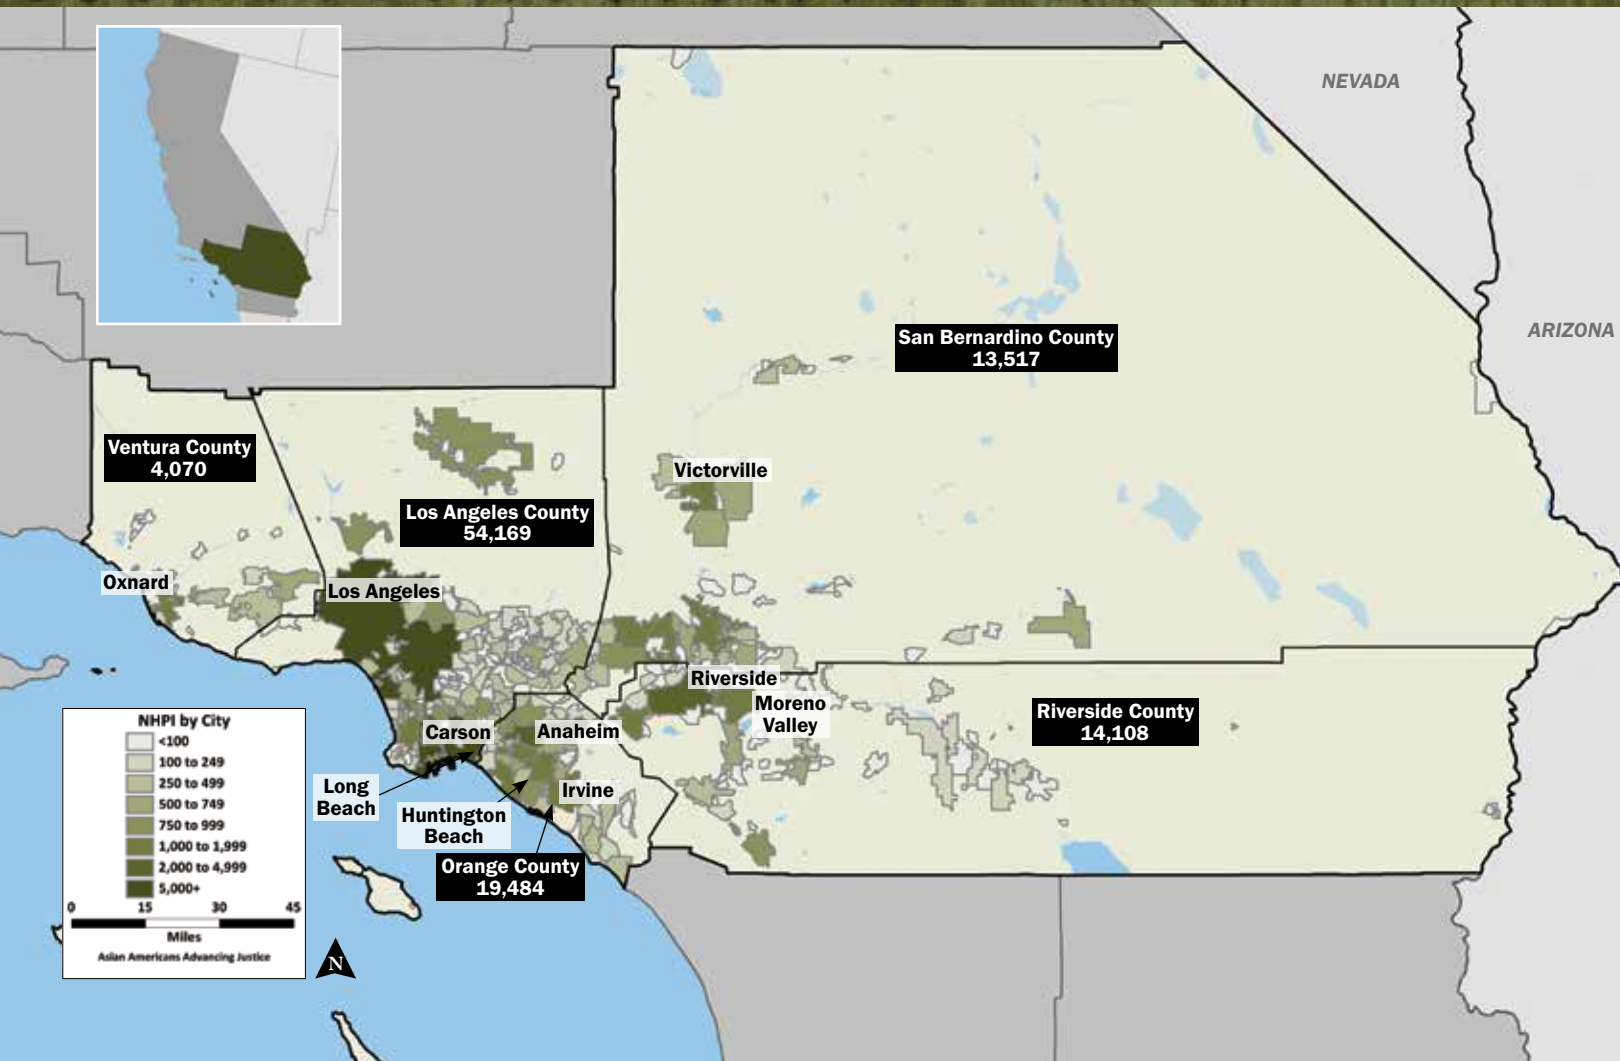 NEVADA
ARIZONA
San Bernardino County
13,517
Ventura County
4,070
Victorville
Los Angeles County
54,169
Oxnard
Los Angeles
Riverside
Moreno
Valley
Riverside County
14,108
Carson
Anaheim
Long
Beach
Irvine
Huntington
Beach
Orange County
19,484
NHPI by City
<100
100 to 249
250 to 499
500 to 749
750 to 999
1,000 to 1,999
2,000 to 4,999
5,000+
0 15 30 45
Miles
Asian Americans Advancing Justice
N